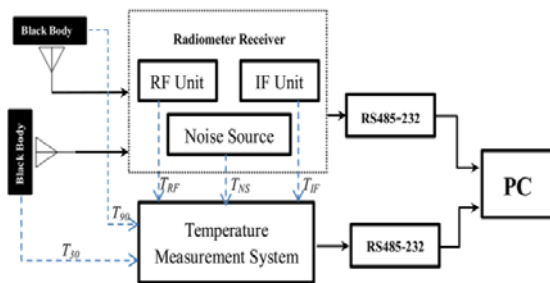 Black Body
Radiometer Receiver
RF Unit
IF Unit
Noise Source
RS485-232
Black Body
PC
T_RF
T_NS
T_IF
T_90
Temperature
Measurement System
RS485-232
T_30